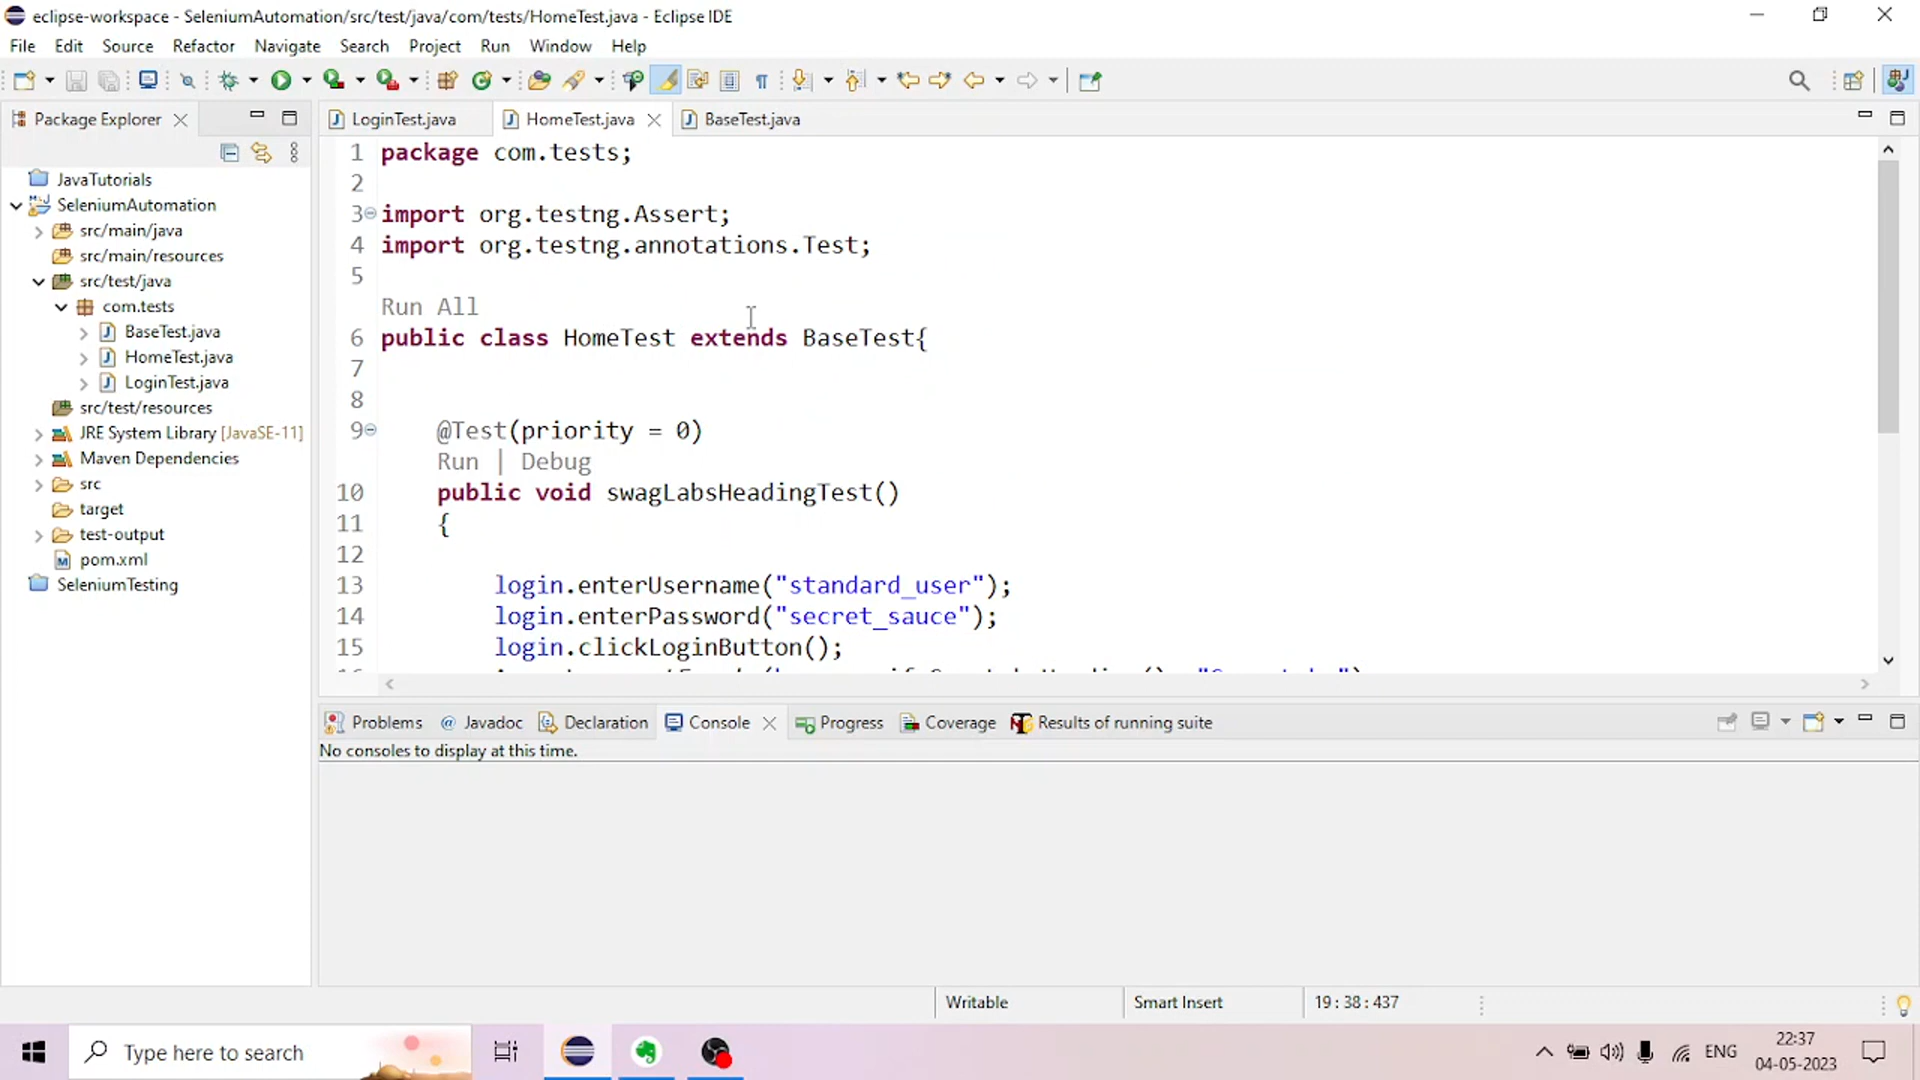 eclipse-workspace - SeleniumAutomation/src/test/java/com/tests/HomeTest.java - Eclipse IDE
File Edit Source Refactor Navigate Search Project Run Window Help
Package Explorer
LoginTest.java HomeTest.java BaseTest.java
JavaTutorials
SeleniumAutomation
src/main/java
src/main/resources
src/test/java
com.tests
BaseTest.java
HomeTest.java
LoginTest.java
src/test/resources
JRE System Library [JavaSE-11]
Maven Dependencies
src
target
test-output
pom.xml
SeleniumTesting
1 package com.tests;
2
3 import org.testng.Assert;
4 import org.testng.annotations.Test;
5
Run All
6 public class HomeTest extends BaseTest{
7
8
9 @Test(priority = 0)
Run | Debug
10 public void swagLabsHeadingTest()
11 {
12
13 login.enterUsername("standard_user");
14 login.enterPassword("secret_sauce");
15 login.clickLoginButton();
Problems Javadoc Declaration Console Progress Coverage Results of running suite
No consoles to display at this time.
Writable Smart Insert 19 : 38 : 437
Type here to search
ENG
22:37
04-05-2023